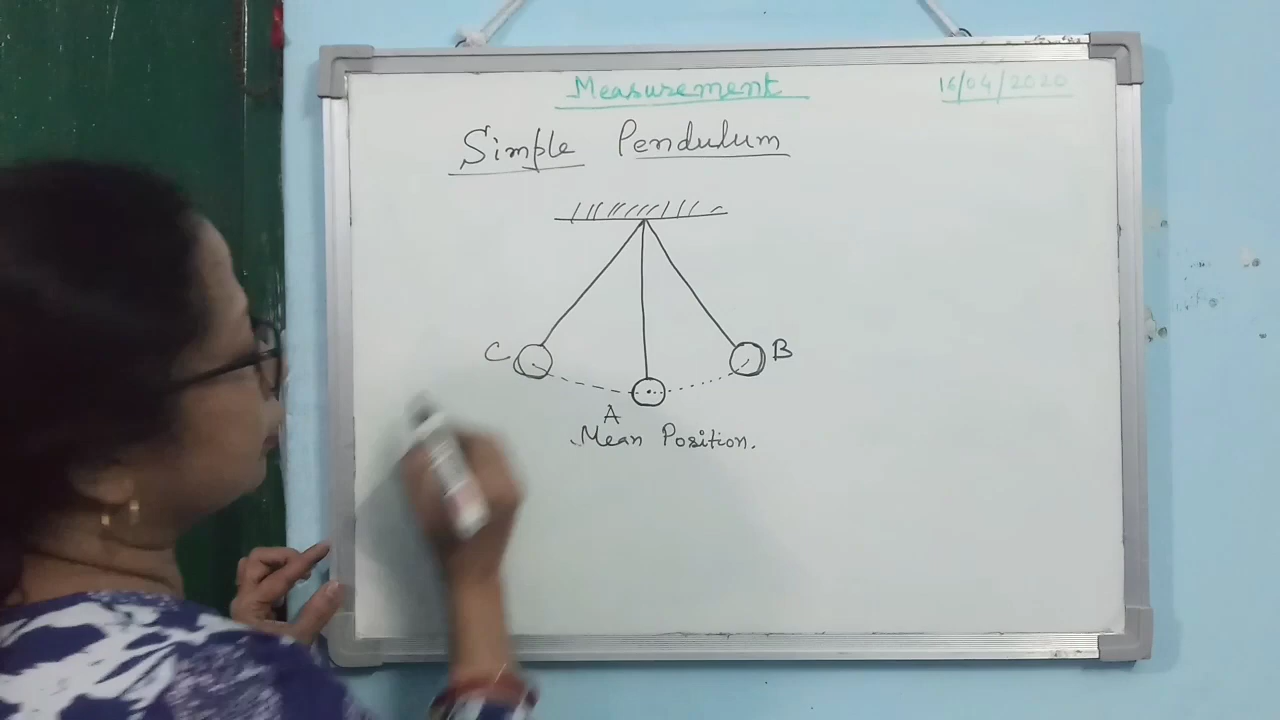 Measurement
16/04/2020
Simple Pendulum
C
B
A
Mean Position.